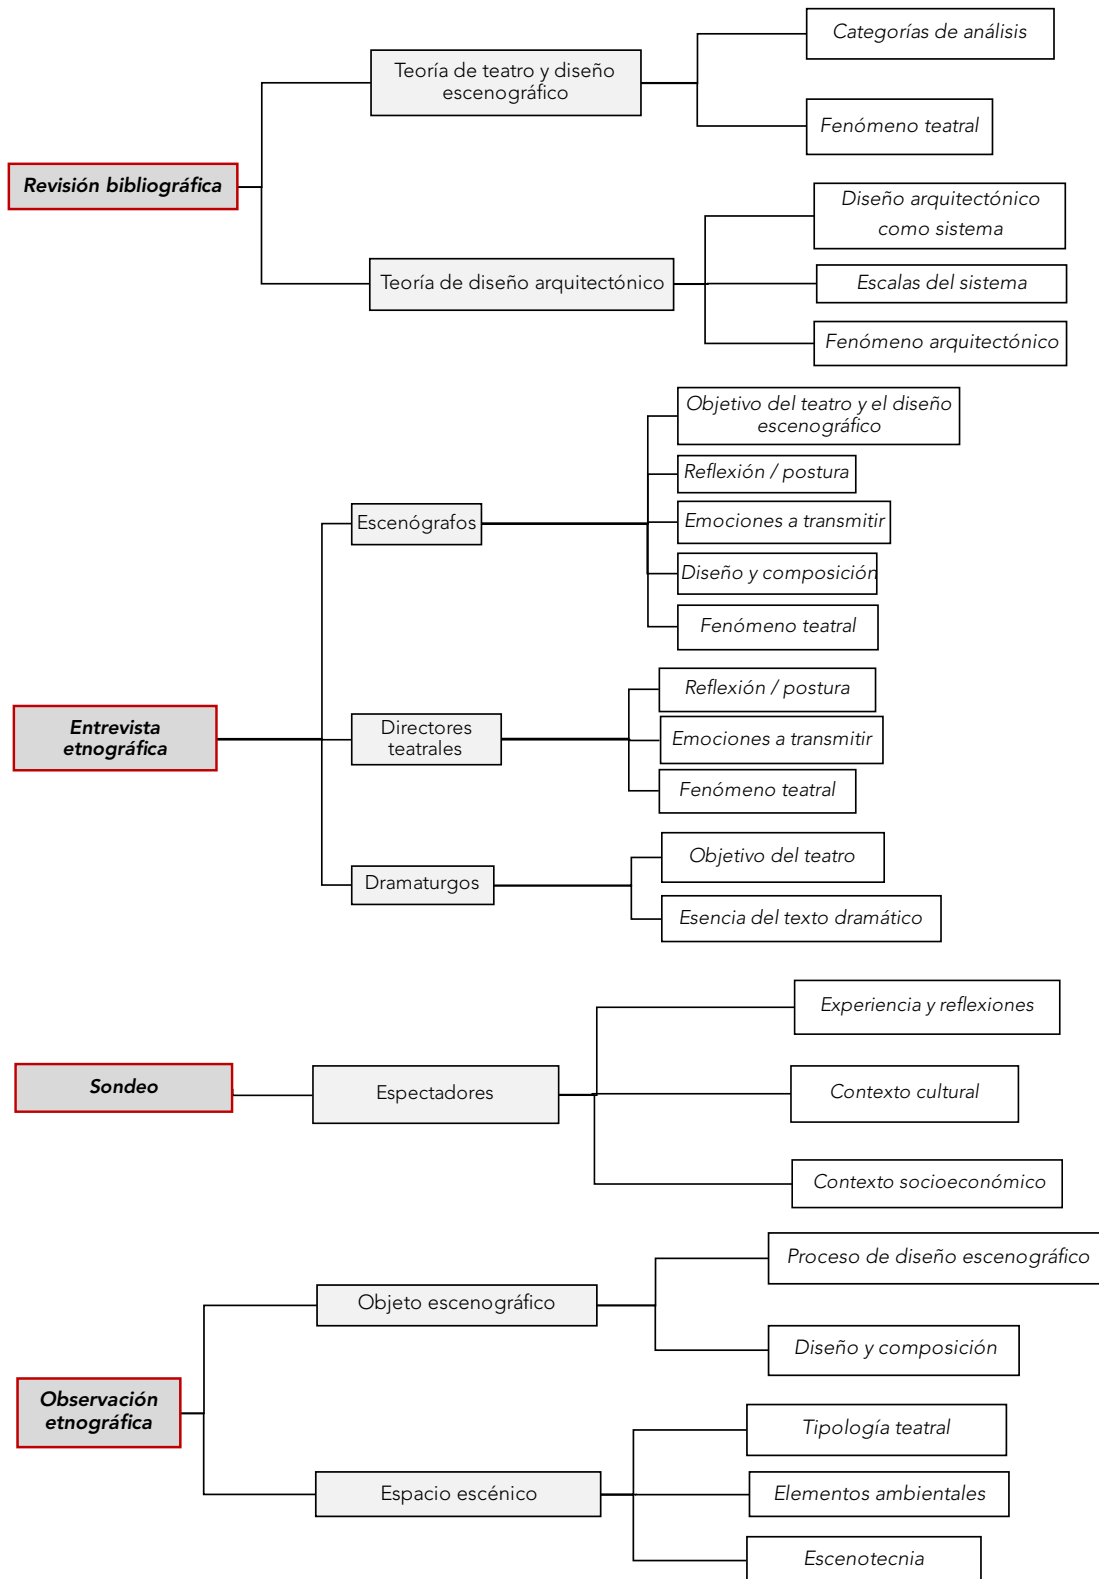 Revisión bibliográfica
Teoría de teatro y diseño
escenográfico
Categorías de análisis
Fenómeno teatral
Teoría de diseño arquitectónico
Diseño arquitectónico
como sistema
Escalas del sistema
Fenómeno arquitectónico
Entrevista
etnográfica
Escenógrafos
Objetivo del teatro y el diseño
escenográfico
Reflexión / postura
Emociones a transmitir
Diseño y composición
Fenómeno teatral
Directores
teatrales
Reflexión / postura
Emociones a transmitir
Fenómeno teatral
Dramaturgos
Objetivo del teatro
Esencia del texto dramático
Sondeo
Espectadores
Experiencia y reflexiones
Contexto cultural
Contexto socioeconómico
Observación
etnográfica
Objeto escenográfico
Proceso de diseño escenográfico
Diseño y composición
Espacio escénico
Tipología teatral
Elementos ambientales
Escenotecnia